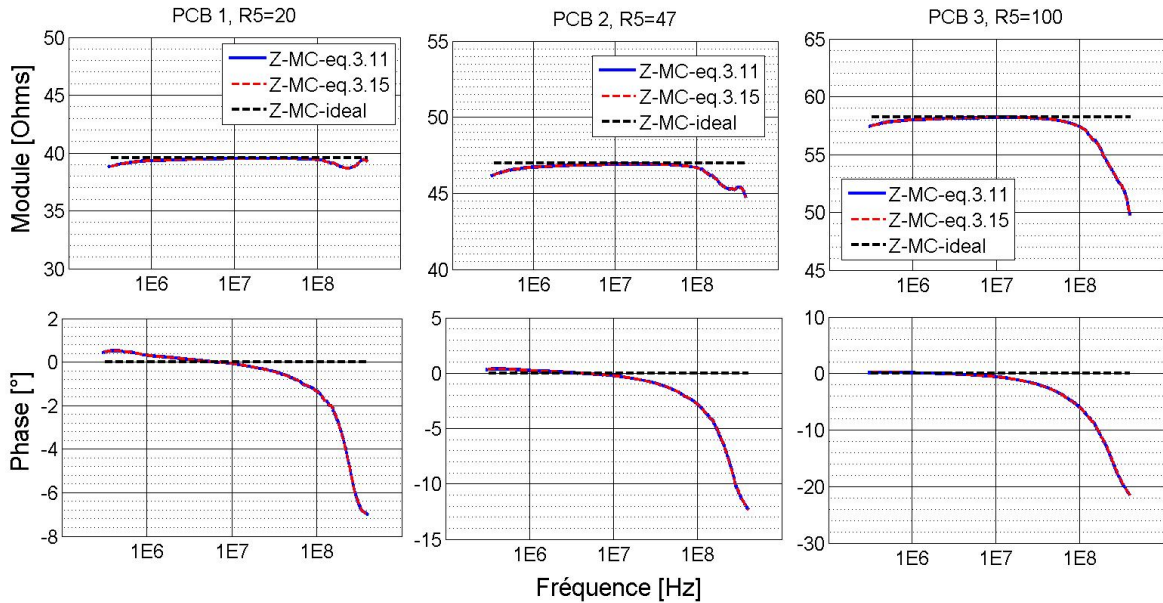 PCB 1, R5=20
PCB 2, R5=47
PCB 3, R5=100
Module [Ohms]
50
45
40
35
30
Z-MC-eq.3.11
Z-MC-eq.3.15
Z-MC-ideal
1E6
1E7
1E8
55
50
45
40
Z-MC-eq.3.11
Z-MC-eq.3.15
Z-MC-ideal
1E6
1E7
1E8
65
60
55
50
45
Z-MC-eq.3.11
Z-MC-eq.3.15
Z-MC-ideal
1E6
1E7
1E8
Phase [°]
2
0
-2
-4
-6
-8
1E6
1E7
1E8
5
0
-5
-10
-15
1E6
1E7
1E8
10
0
-10
-20
-30
1E6
1E7
1E8
Fréquence [Hz]